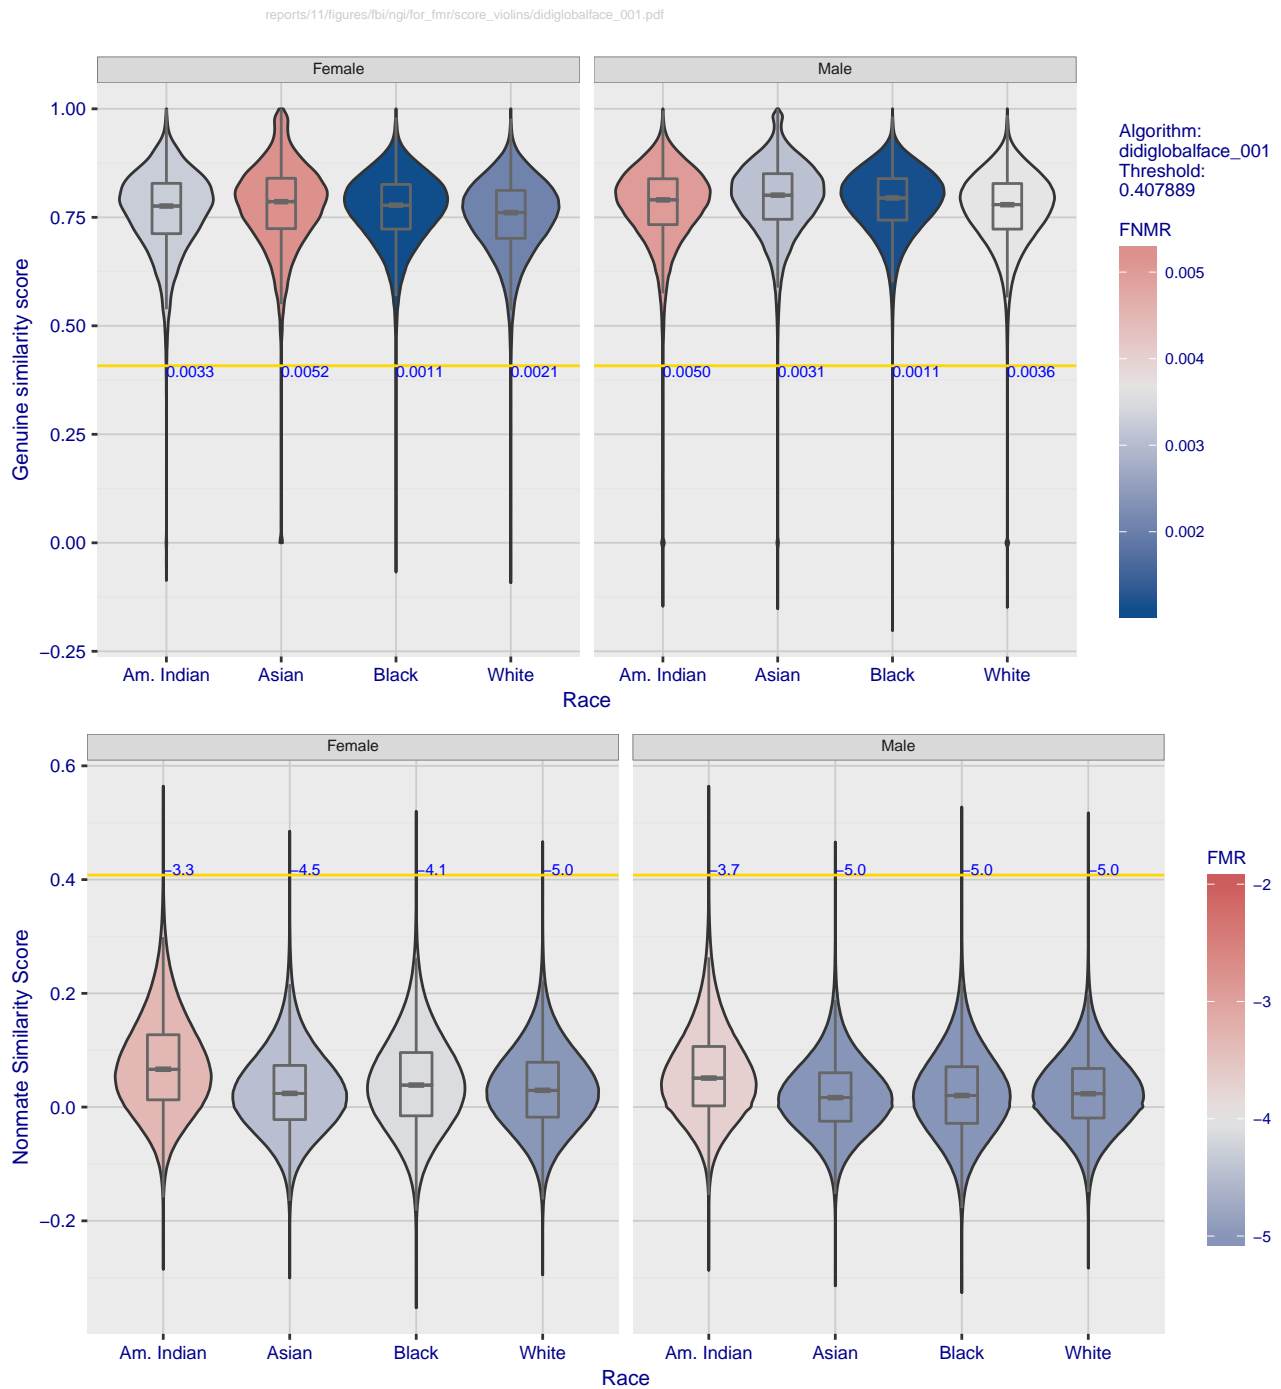 reports/11/figures/fbi/ngi/for_fmr/score_violins/didiglobalface_001.pdf
Female
Male
Genuine similarity score
1.00
0.75
0.50
0.25
0.00
−0.25
0.0033
0.0052
0.0011
0.0021
0.0050
0.0031
0.0011
0.0036
Am. Indian
Asian
Black
White
Am. Indian
Asian
Black
White
Race
Algorithm:
didiglobalface_001
Threshold:
0.407889
FNMR
0.005
0.004
0.003
0.002
Female
Male
Nonmate Similarity Score
0.6
0.4
0.2
0.0
−0.2
−3.3
−4.5
−4.1
−5.0
−3.7
−5.0
−5.0
−5.0
Am. Indian
Asian
Black
White
Am. Indian
Asian
Black
White
Race
FMR
−2
−3
−4
−5